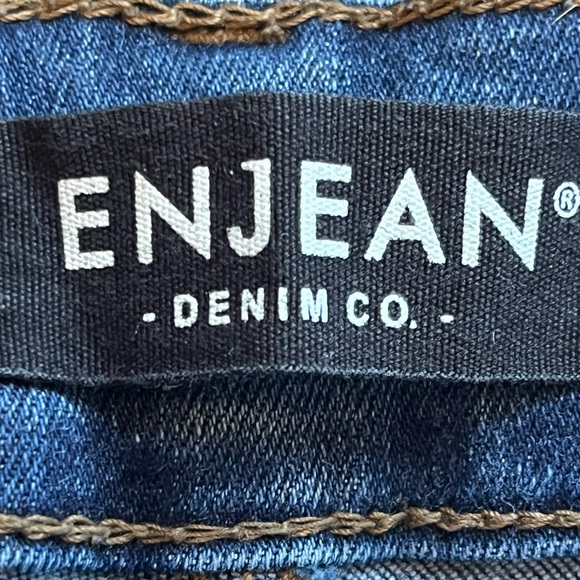 ENJEAN®
- DENIM CO. -